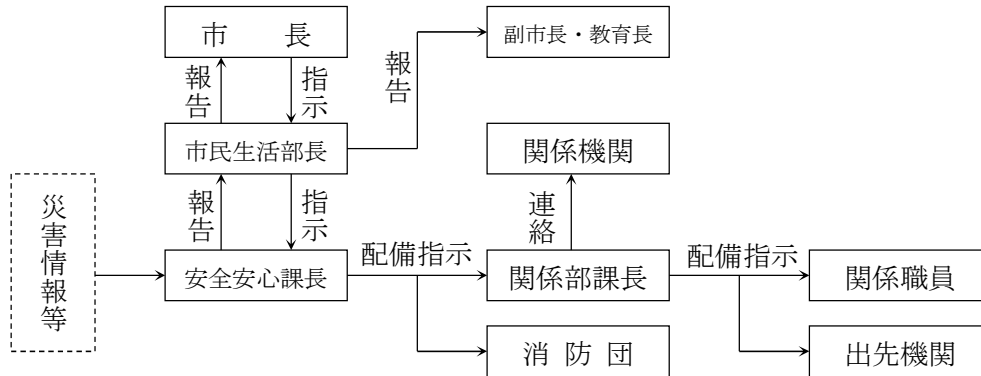 市　　長
副市長・教育長
報告
指示
報告
市民生活部長
関係機関
災害情報等
報告
指示
連絡
安全安心課長
配備指示
関係部課長
配備指示
関係職員
消 防 団
出先機関